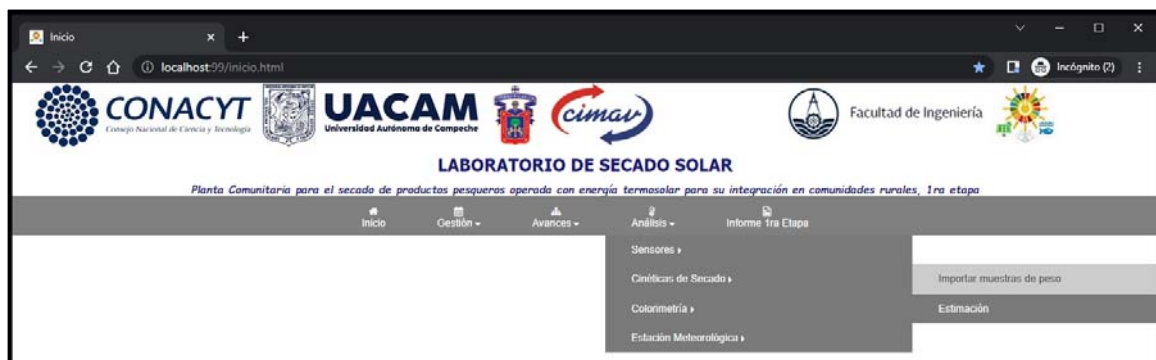 Inicio
localhost:99/inicio.html
Incógnito (2)
CONACYT
Consejo Nacional de Ciencia y Tecnología
UACAM
Universidad Autónoma de Campeche
cimav
Facultad de Ingeniería
LABORATORIO DE SECADO SOLAR
Planta Comunitaria para el secado de productos pesqueros operada con energía termosolar para su integración en comunidades rurales, 1ra etapa
Inicio Gestión Avances Análisis Informe 1ra Etapa
Sensores
Cinéticas de Secado Importar muestras de peso
Colorimetría Estimación
Estación Meteorológica